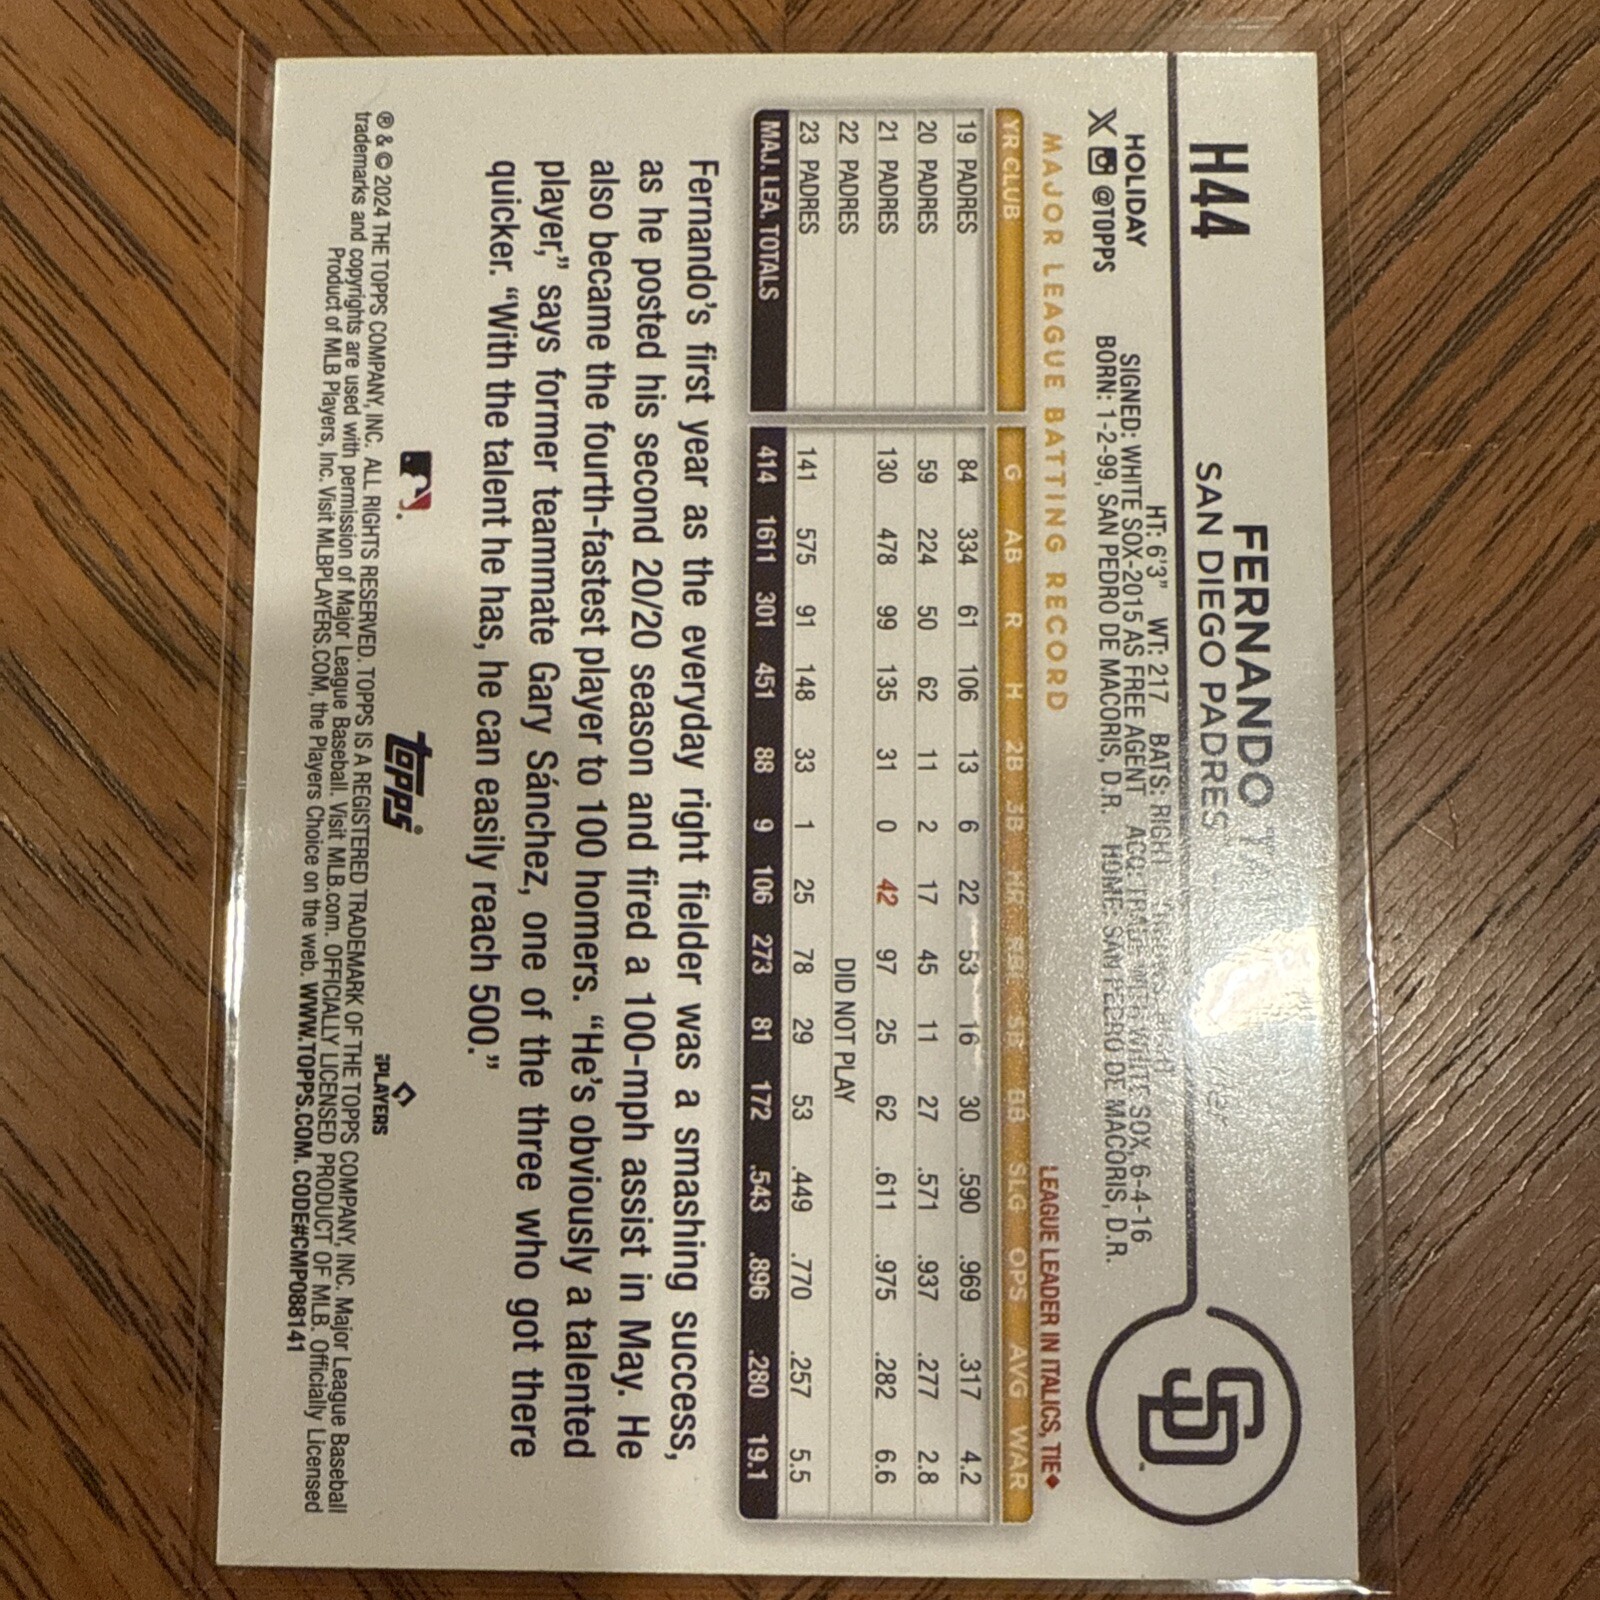 H44
FERNANDO
SAN DIEGO PADRES
HT: 6'3" WT: 217 BATS: RIGHT THROWS: RIGHT
HOLIDAY SIGNED: WHITE SOX-2015 AS FREE AGENT ACQ: TRADE WITH WHITE SOX, 6-4-16
X @TOPPS BORN: 1-2-99, SAN PEDRO DE MACORIS, D.R. HOME: SAN PEDRO DE MACORIS, D.R.
SD
MAJOR LEAGUE BATTING RECORD LEAGUE LEADER IN ITALICS, TIE♦
YR CLUB G AB R H 2B 3B HR RBI SB BB SLG OPS AVG WAR
19 PADRES 84 334 61 106 13 6 22 53 16 30 .590 .969 .317 4.2
20 PADRES 59 224 50 62 11 2 17 45 11 27 .571 .937 .277 2.8
21 PADRES 130 478 99 135 31 0 42 97 25 62 .611 .975 .282 6.6
22 PADRES DID NOT PLAY
23 PADRES 141 575 91 148 33 1 25 78 29 53 .449 .770 .257 5.5
MAJ. LEA. TOTALS 414 1611 301 451 88 9 106 273 81 172 .543 .896 .280 19.1
Fernando's first year as the everyday right fielder was a smashing success,
as he posted his second 20/20 season and fired a 100-mph assist in May. He
also became the fourth-fastest player to 100 homers. "He's obviously a talented
player," says former teammate Gary Sánchez, one of the three who got there
quicker. "With the talent he has, he can easily reach 500."
topps®
PLAYERS
® & © 2024 THE TOPPS COMPANY, INC. ALL RIGHTS RESERVED. TOPPS IS A REGISTERED TRADEMARK OF THE TOPPS COMPANY, INC. Major League Baseball
trademarks and copyrights are used with permission of Major League Baseball. Visit MLB.com. OFFICIALLY LICENSED PRODUCT OF MLB. Officially Licensed
Product of MLB Players, Inc. Visit MLBPLAYERS.COM, the Players Choice on the web. WWW.TOPPS.COM. CODE#CMP088141